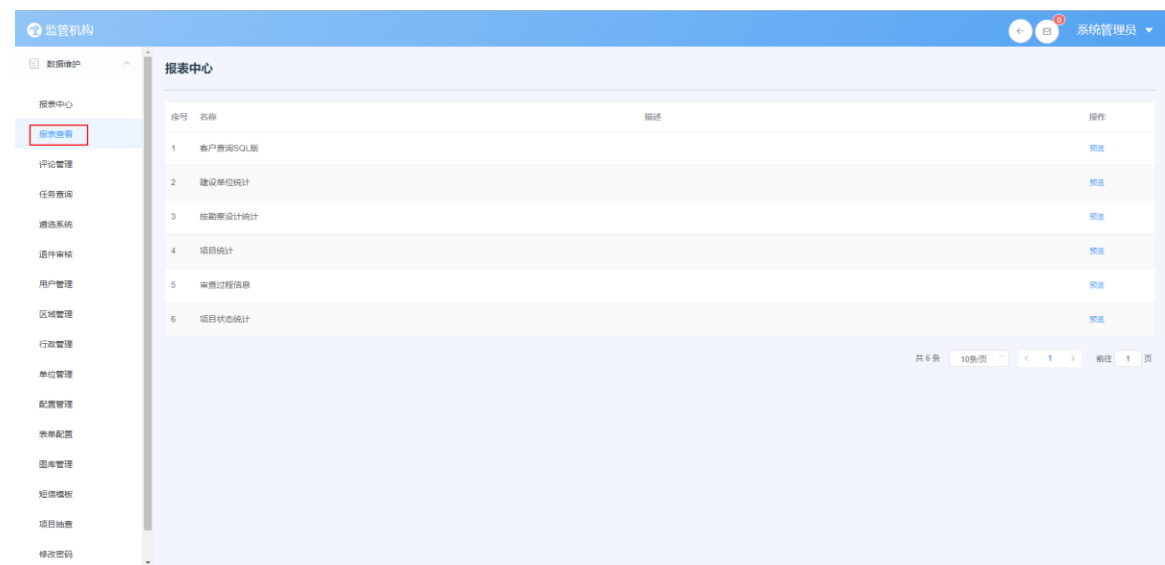 监管机构
0
系统管理员
数据维护
报表中心
报表查看
评论管理
任务查询
遴选系统
退件审核
用户管理
区域管理
行政管理
单位管理
配置管理
表单配置
图库管理
短信模板
项目抽查
修改密码
报表中心
序号 名称 描述 操作
1 客户查询SQL版 预览
2 建设单位统计 预览
3 按勘察设计统计 预览
4 项目统计 预览
5 审查过程信息 预览
6 项目状态统计 预览
共 6 条 10条/页 < 1 > 前往 1 页